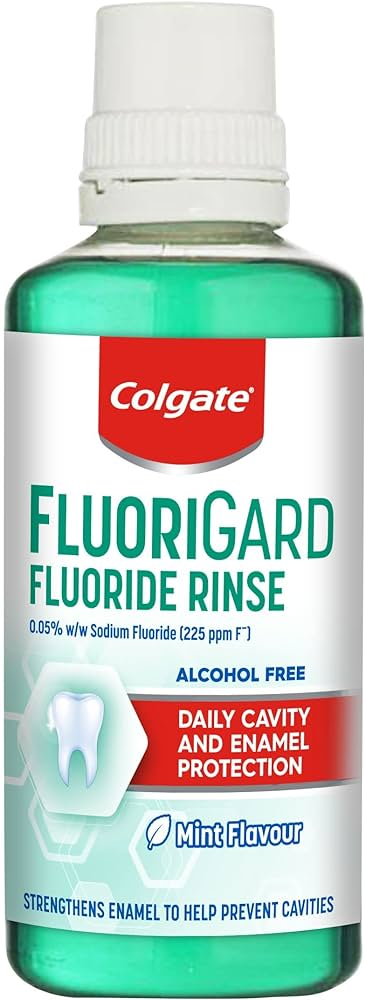 Colgate®
FLUORIGARD
FLUORIDE RINSE
0.05% w/w Sodium Fluoride (225 ppm F⁻)
ALCOHOL FREE
DAILY CAVITY
AND ENAMEL
PROTECTION
Mint Flavour
STRENGTHENS ENAMEL TO HELP PREVENT CAVITIES